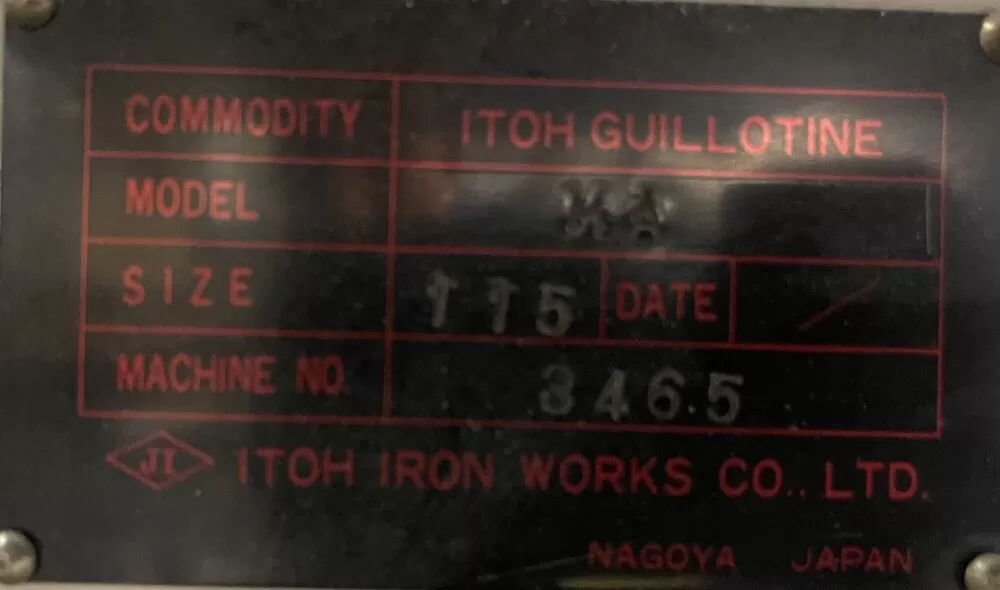 COMMODITY ITOH GUILLOTINE
MODEL
SIZE 115 DATE /
MACHINE NO. 3465
JI ITOH IRON WORKS CO., LTD.
NAGOYA JAPAN